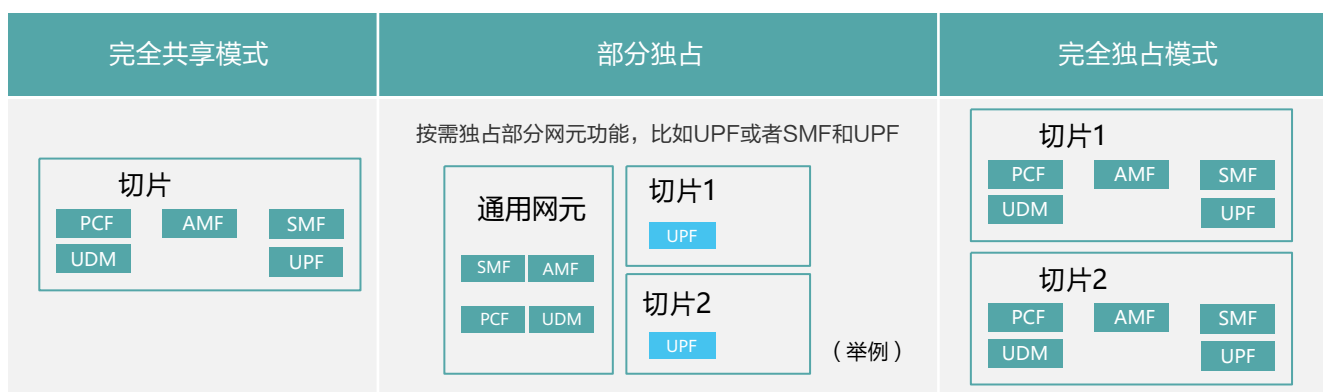 完全共享模式
部分独占
完全独占模式
切片
PCF AMF SMF
UDM UPF
按需独占部分网元功能，比如UPF或者SMF和UPF
通用网元
SMF AMF
PCF UDM
切片1
UPF
切片2
UPF
（举例）
切片1
PCF AMF SMF
UDM UPF
切片2
PCF AMF SMF
UDM UPF